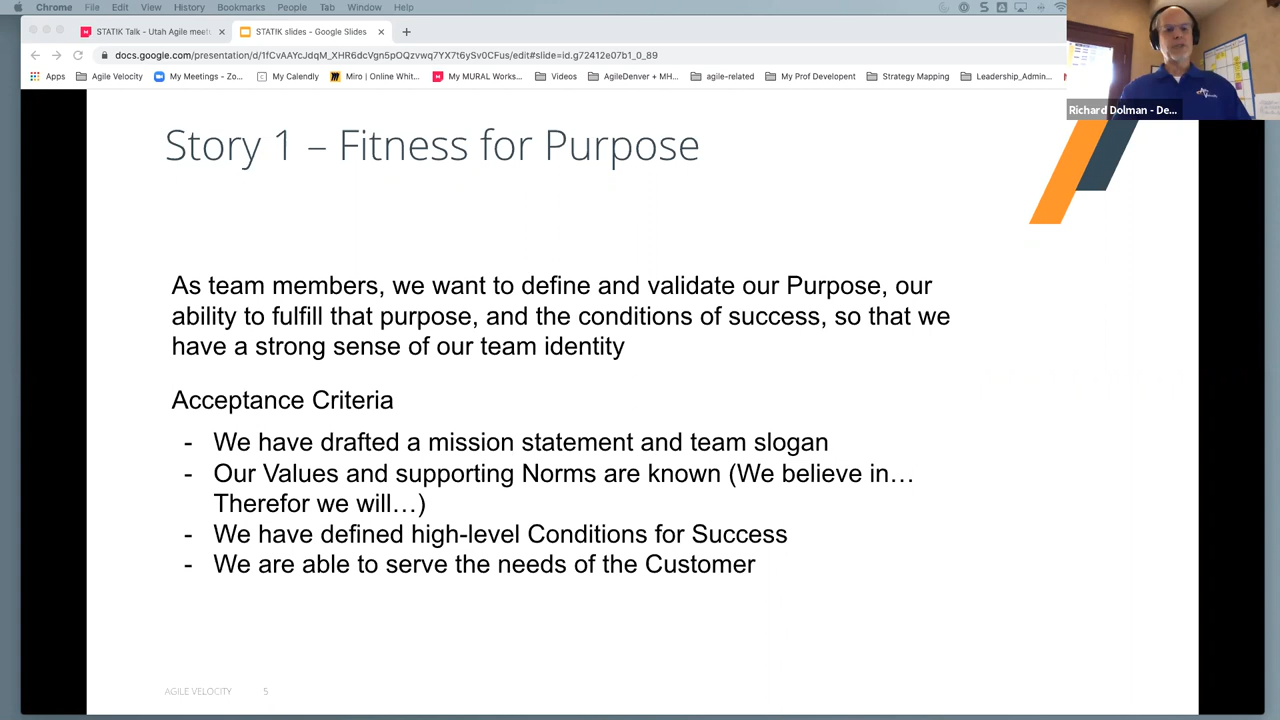 Chrome File Edit View History Bookmarks People Tab Window Help
STATIK Talk - Utah Agile meetu
STATIK slides - Google Slides
docs.google.com/presentation/d/1fCvAAYcJdqM_XHR6dc9tpn5pOQzvwq7YX7t6ySv0CFus/edit#slide=id.g72412e07b1_0_89
Apps Agile Velocity My Meetings - Zo... My Calendly Miro | Online Whit... My MURAL Works... Videos AgileDenver + MH... agile-related My Prof Developent Strategy Mapping Leadership_Admin...
Richard Dolman - De...
Story 1 – Fitness for Purpose
As team members, we want to define and validate our Purpose, our
ability to fulfill that purpose, and the conditions of success, so that we
have a strong sense of our team identity
Acceptance Criteria
- We have drafted a mission statement and team slogan
- Our Values and supporting Norms are known (We believe in…
Therefor we will…)
- We have defined high-level Conditions for Success
- We are able to serve the needs of the Customer
AGILE VELOCITY 5